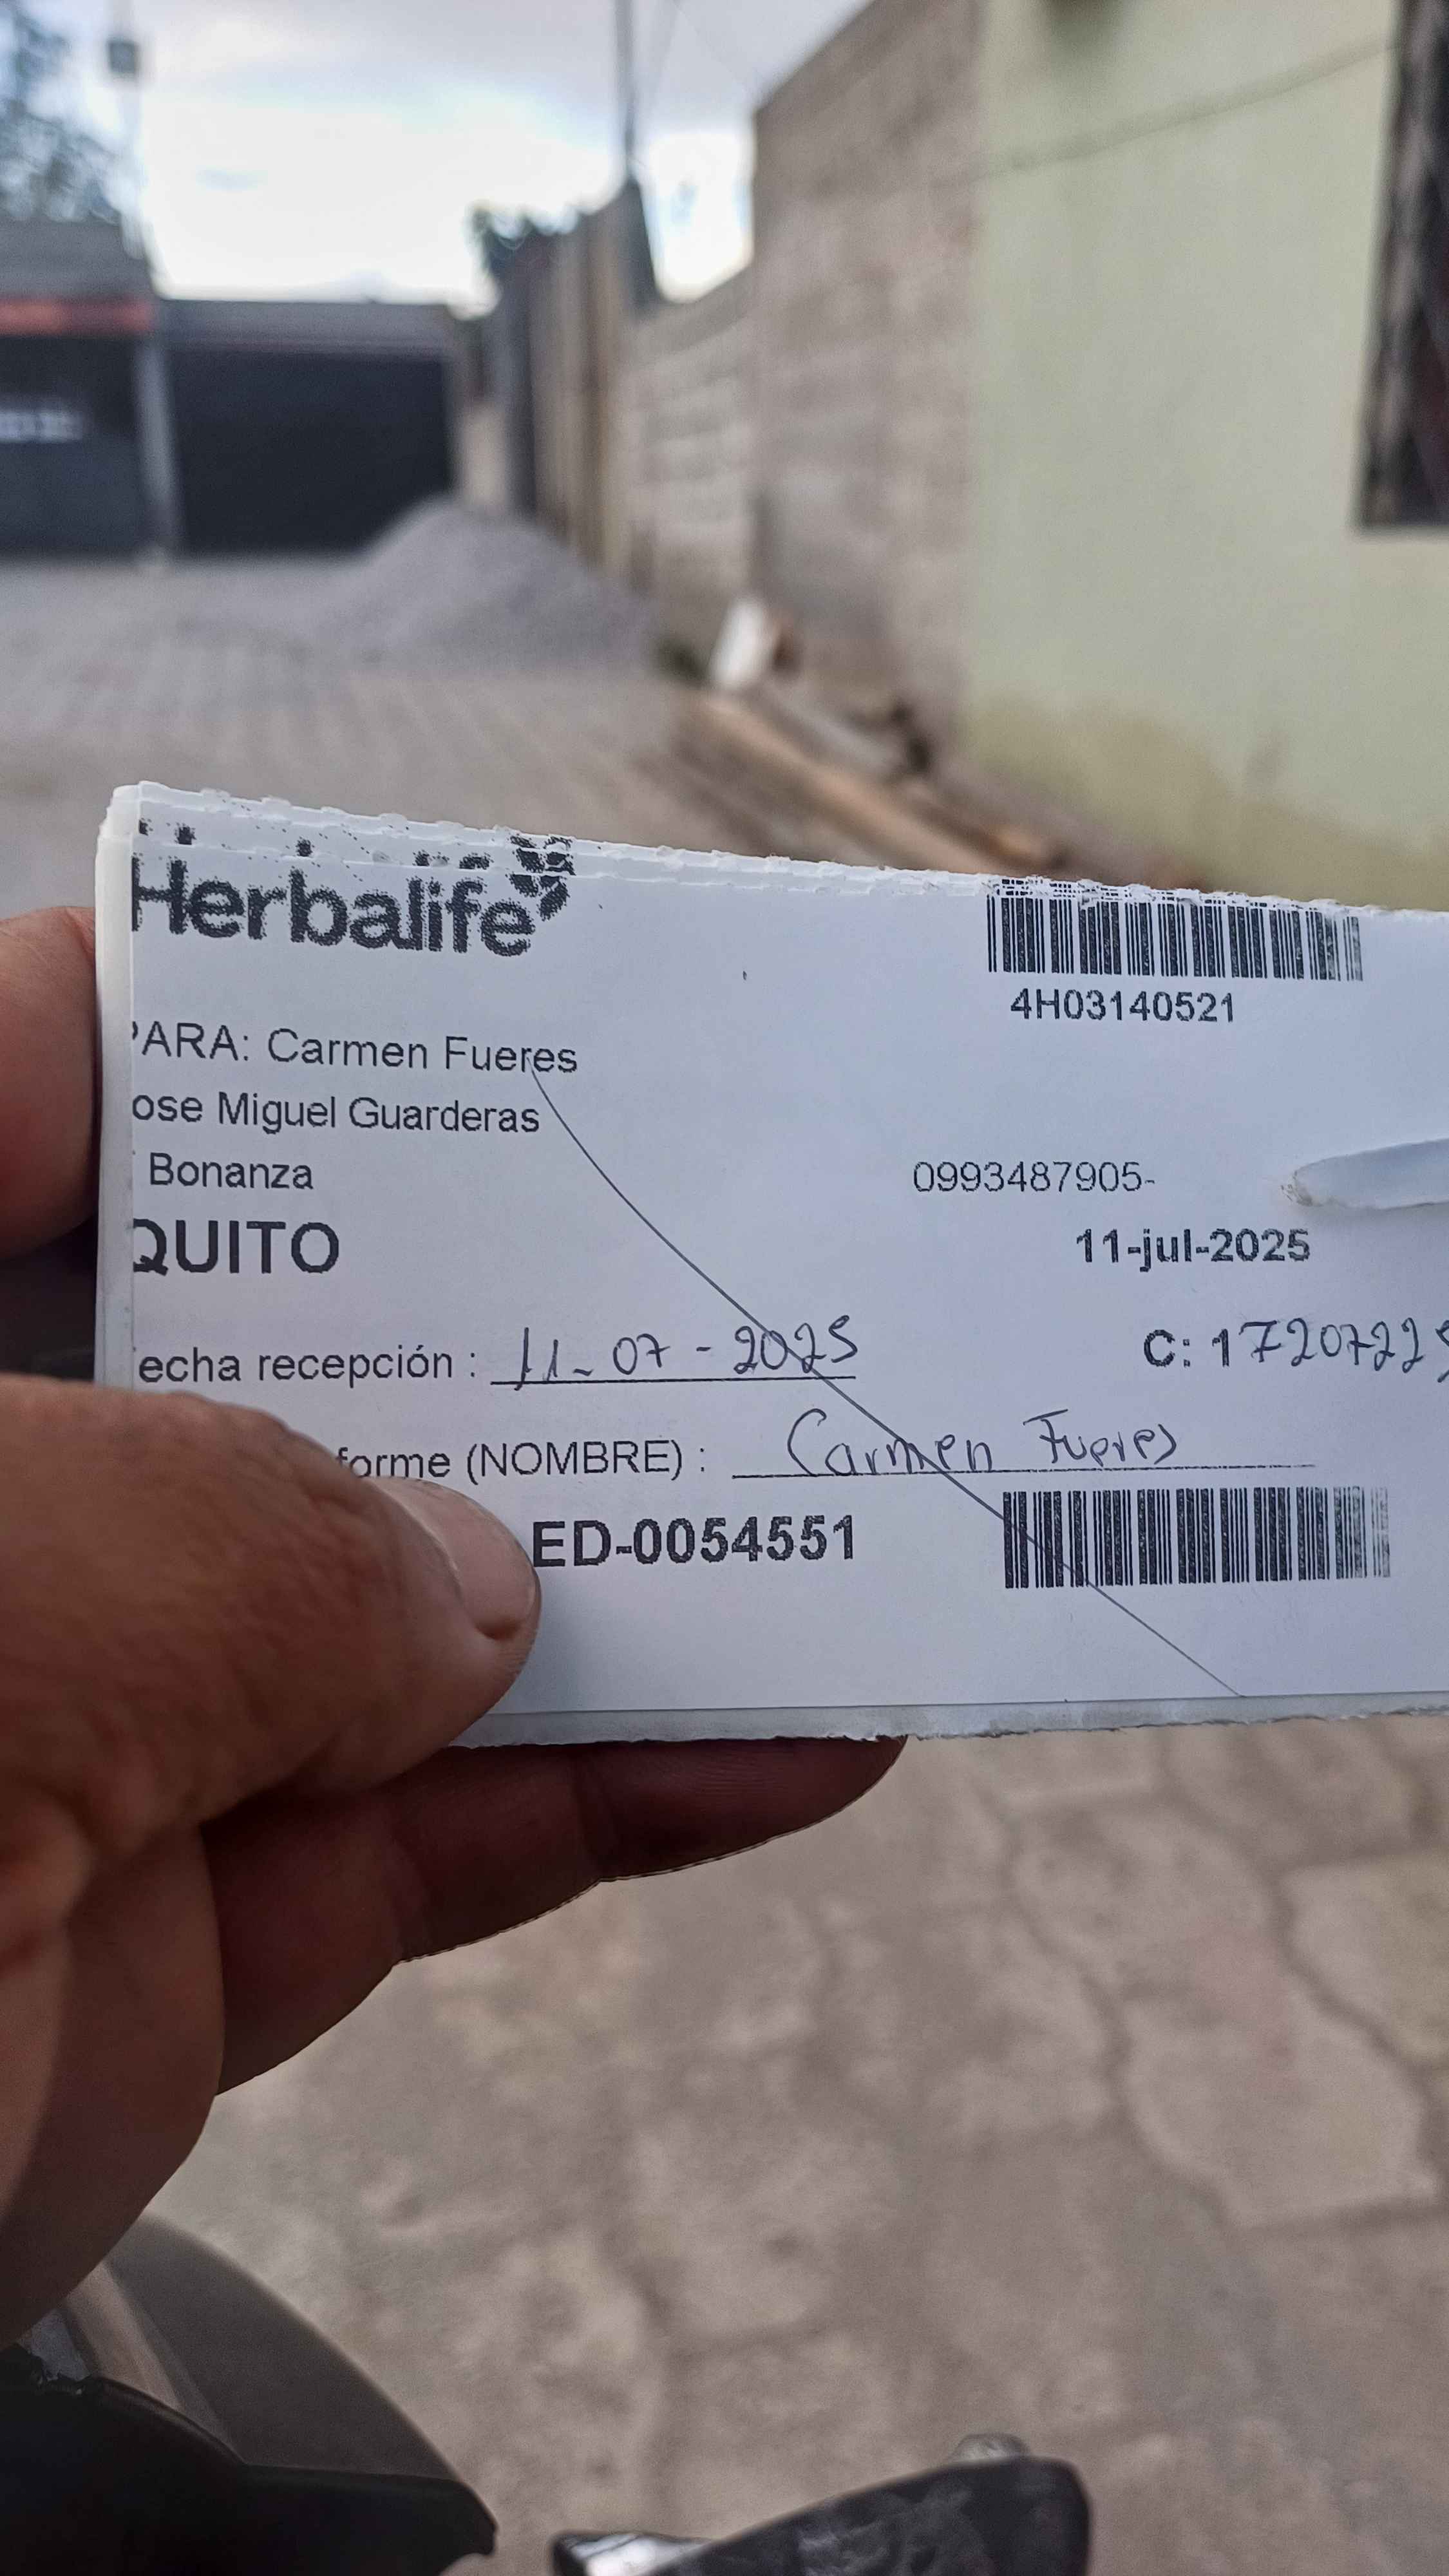 Herbalife
4H03140521
PARA: Carmen Fueres
ose Miguel Guarderas
Bonanza
0993487905-
QUITO
11-jul-2025
echa recepción : 11-07-2025
C: 1720722
forme (NOMBRE) : Carmen Fueres
ED-0054551